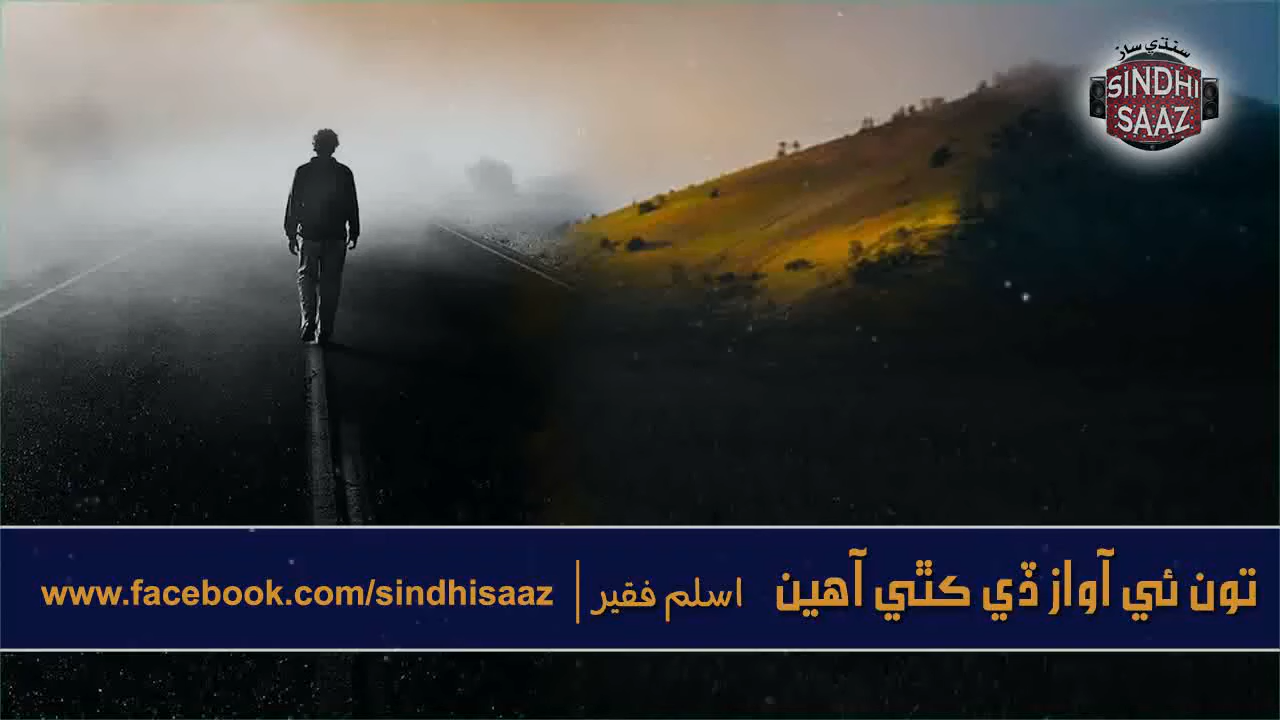 سنڌي ساز
SINDHI
SAAZ
تون ئي آواز ڏي ڪٿي آهين
اسلم فقير
www.facebook.com/sindhisaaz